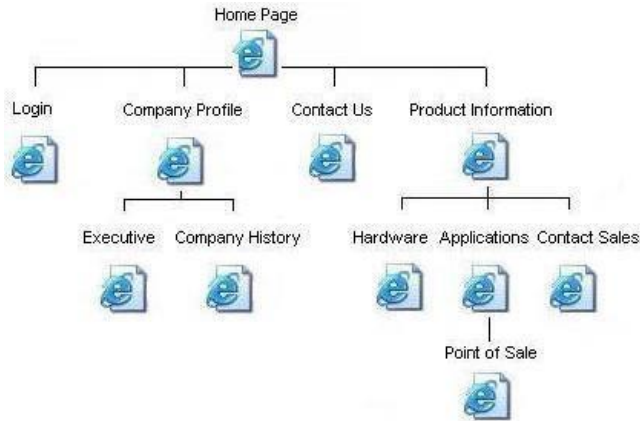 Home Page
Login
Company Profile
Contact Us
Product Information
Executive
Company History
Hardware
Applications
Contact Sales
Point of Sale